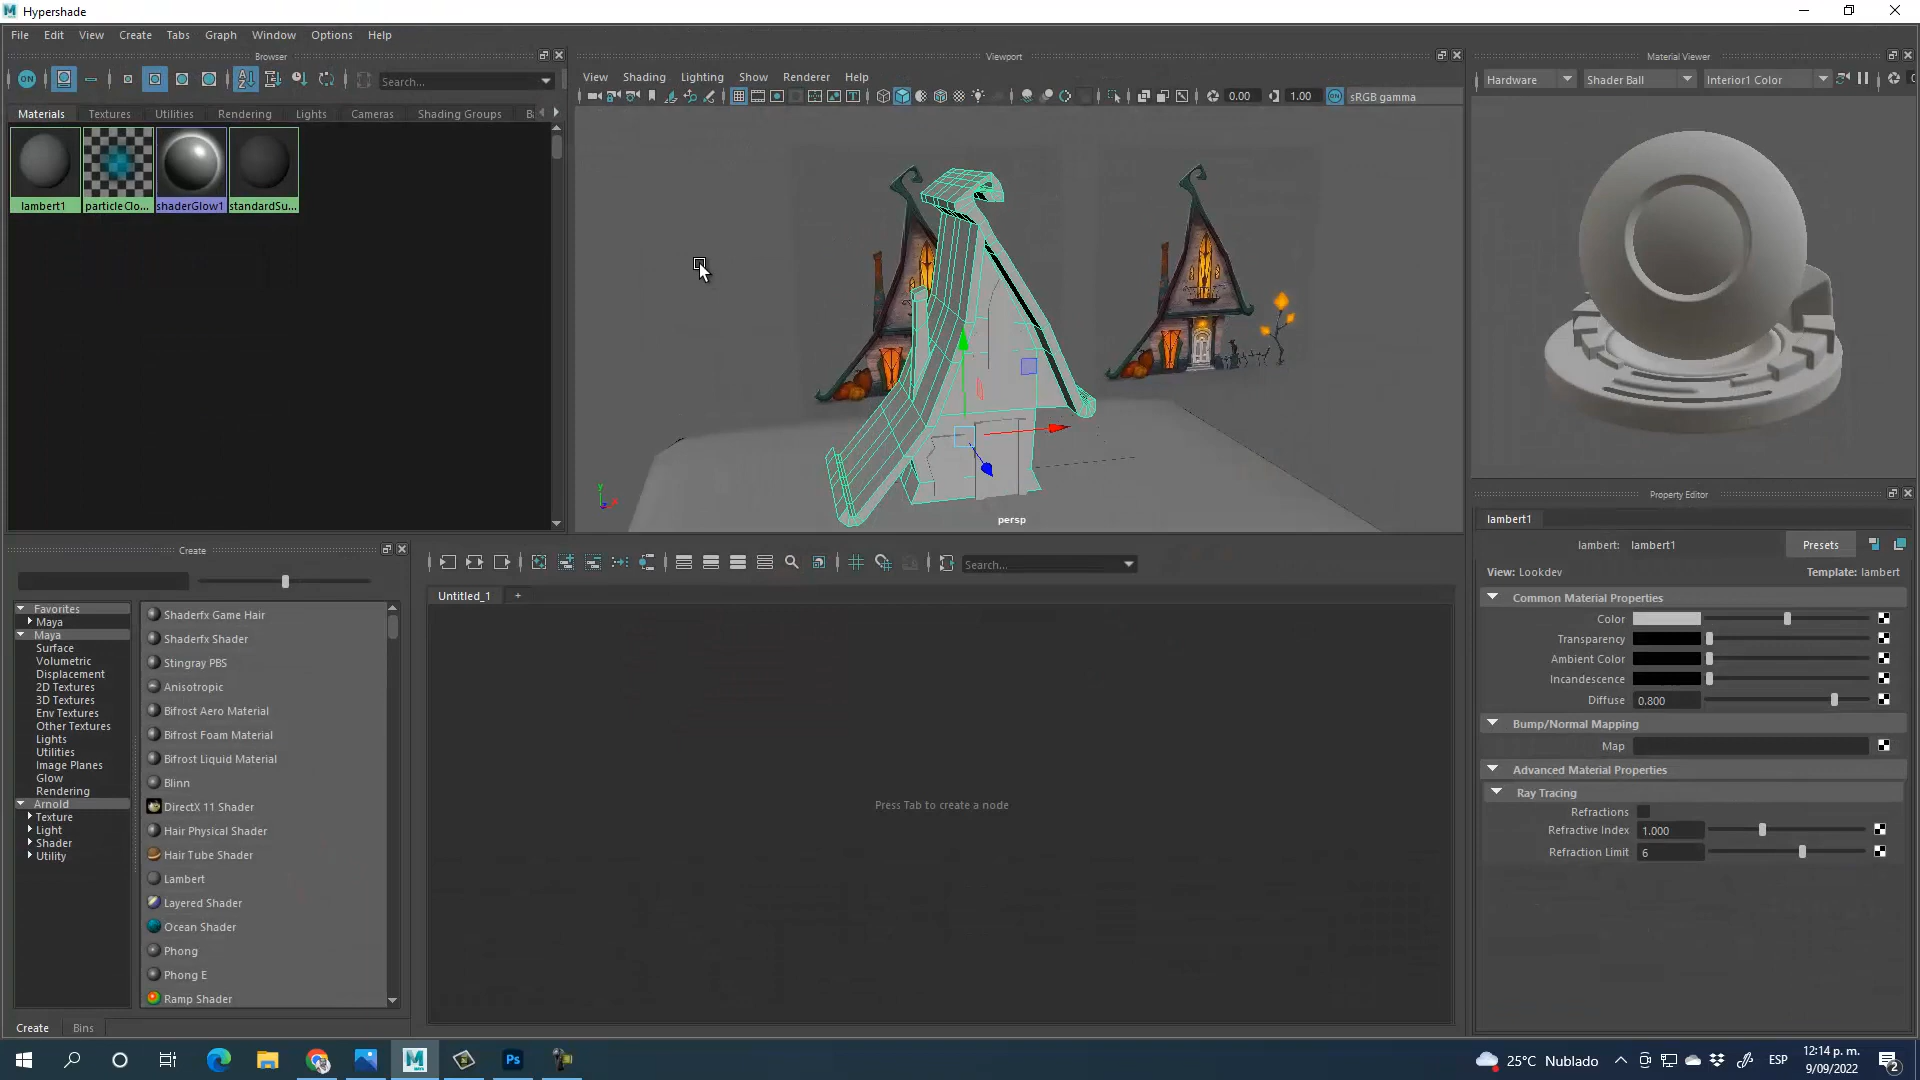 Hypershade
File Edit View Create Tabs Graph Window Options Help
Browser
ON
Search...
Materials Textures Utilities Rendering Lights Cameras Shading Groups
lambert1 particleClo... shaderGlow1 standardSu...
Viewport
View Shading Lighting Show Renderer Help
0.00 1.00 ON sRGB gamma
persp
Material Viewer
Hardware Shader Ball Interior1 Color
Create
Favorites
Maya
Maya
Surface
Volumetric
Displacement
2D Textures
3D Textures
Env Textures
Other Textures
Lights
Utilities
Image Planes
Glow
Rendering
Arnold
Texture
Light
Shader
Utility
Shaderfx Game Hair
Shaderfx Shader
Stingray PBS
Anisotropic
Bifrost Aero Material
Bifrost Foam Material
Bifrost Liquid Material
Blinn
DirectX 11 Shader
Hair Physical Shader
Hair Tube Shader
Lambert
Layered Shader
Ocean Shader
Phong
Phong E
Ramp Shader
Create Bins
Search...
Untitled_1 +
Press Tab to create a node
Property Editor
lambert1
lambert: lambert1 Presets
View: Lookdev Template: lambert
Common Material Properties
Color
Transparency
Ambient Color
Incandescence
Diffuse 0.800
Bump/Normal Mapping
Map
Advanced Material Properties
Ray Tracing
Refractions
Refractive Index 1.000
Refraction Limit 6
Ps
25°C Nublado ESP
12:14 p. m.
9/09/2022
2